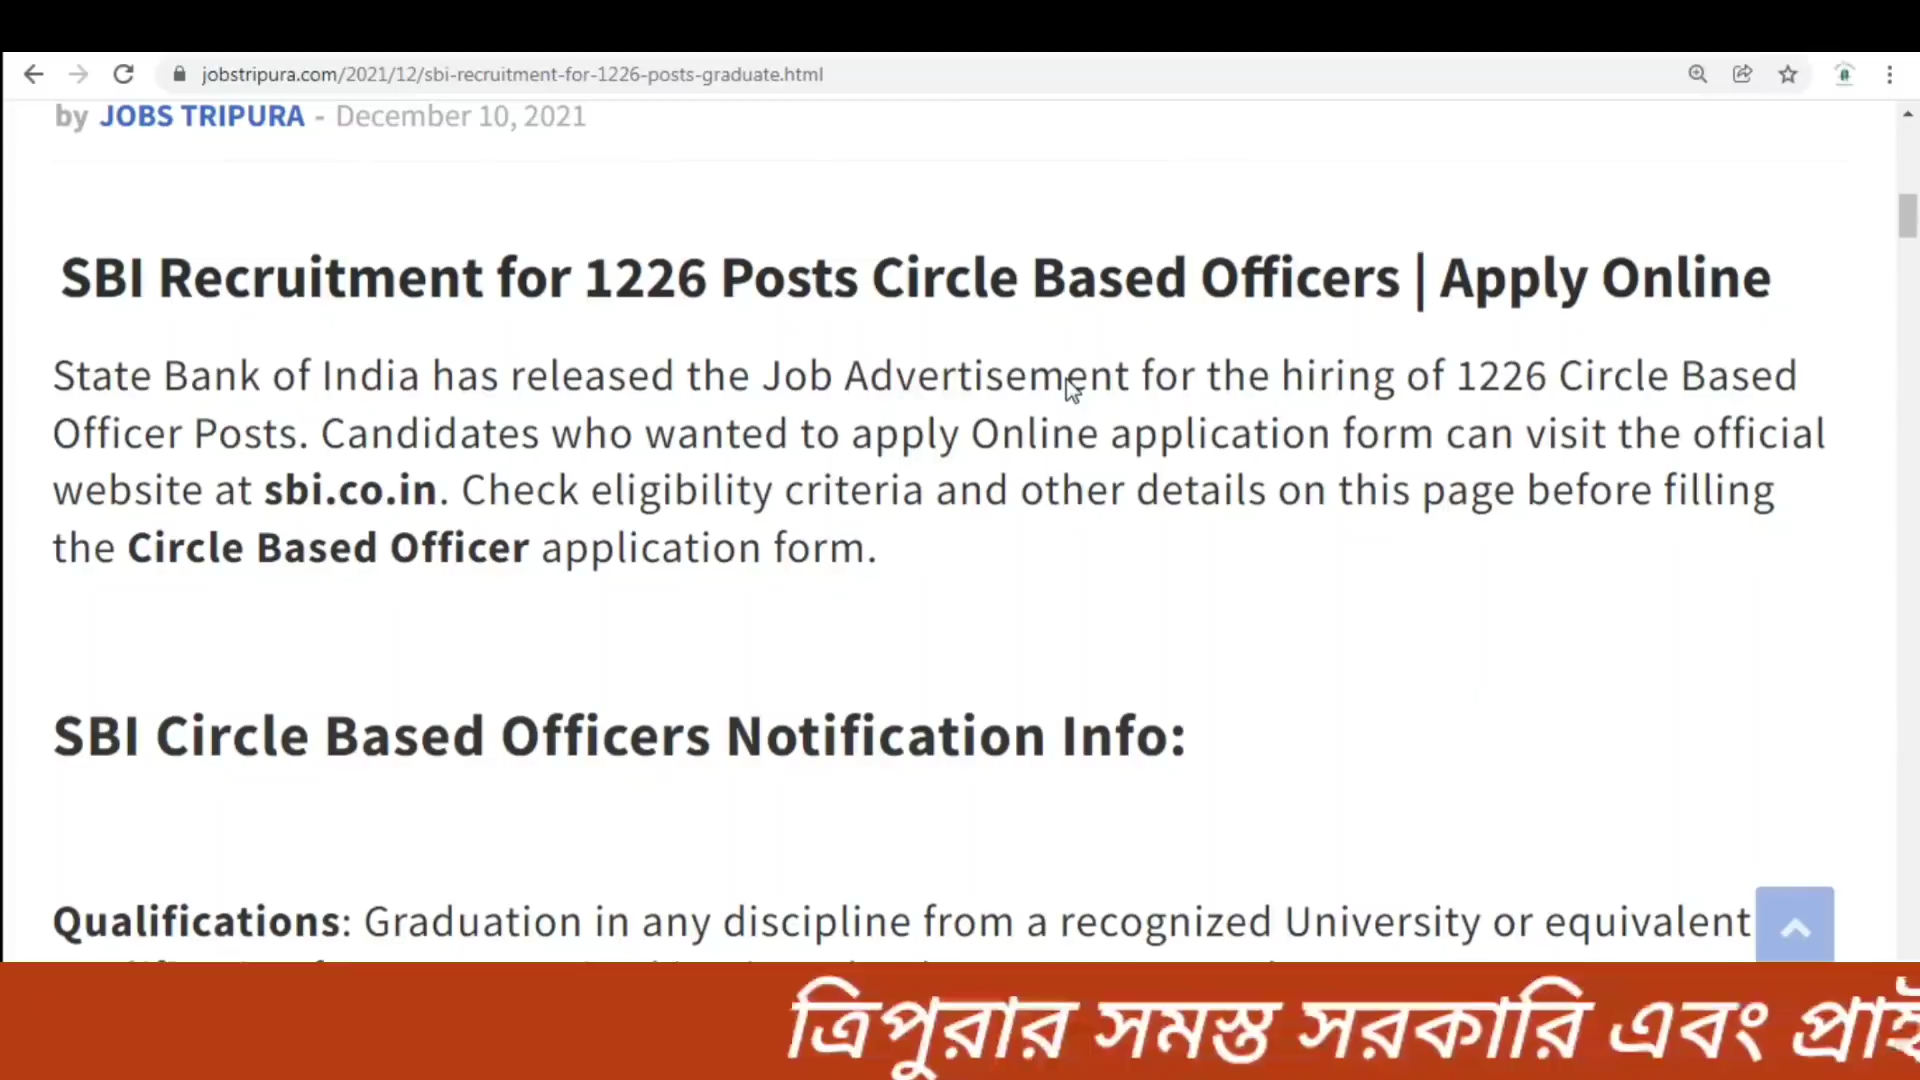 jobstripura.com/2021/12/sbi-recruitment-for-1226-posts-graduate.html
by JOBS TRIPURA - December 10, 2021
SBI Recruitment for 1226 Posts Circle Based Officers | Apply Online
State Bank of India has released the Job Advertisement for the hiring of 1226 Circle Based
Officer Posts. Candidates who wanted to apply Online application form can visit the official
website at sbi.co.in. Check eligibility criteria and other details on this page before filling
the Circle Based Officer application form.
SBI Circle Based Officers Notification Info:
Qualifications: Graduation in any discipline from a recognized University or equivalent
ত্রিপুরার সমস্ত সরকারি এবং